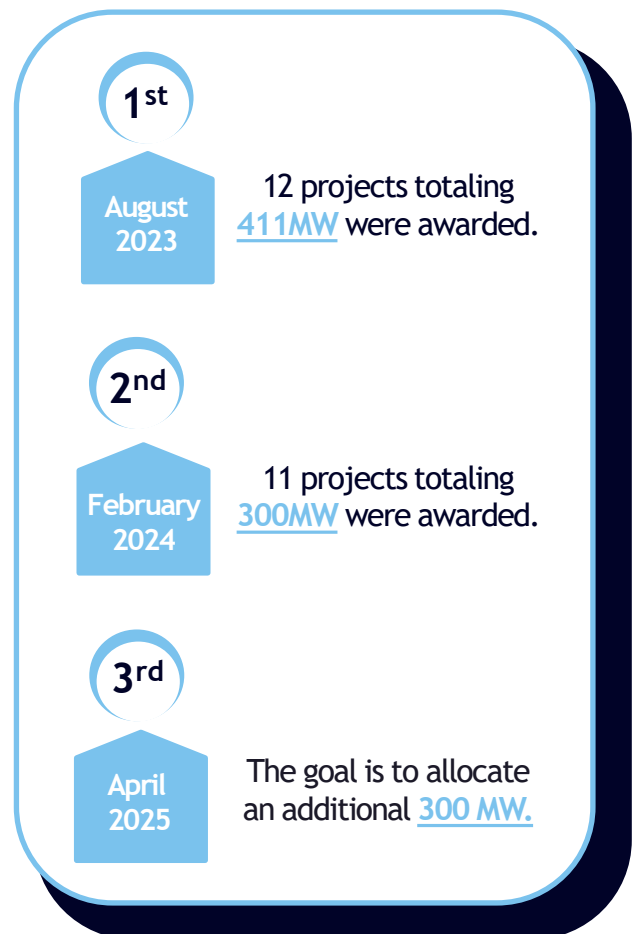 1st
August
2023
12 projects totaling
411MW were awarded.
2nd
February
2024
11 projects totaling
300MW were awarded.
3rd
April
2025
The goal is to allocate
an additional 300 MW.